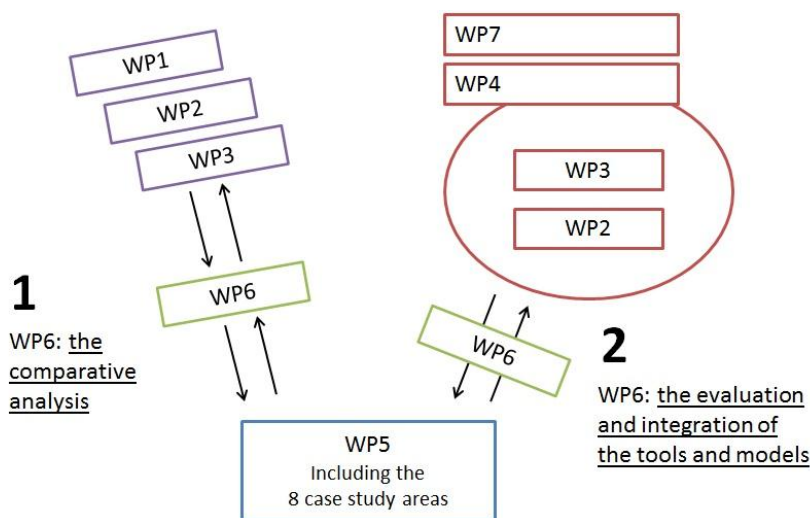 WP1
WP2
WP3
WP6
1
WP6: the
comparative
analysis
WP7
WP4
WP3
WP2
WP6
2
WP6: the evaluation
and integration of
the tools and models
WP5
Including the
8 case study areas